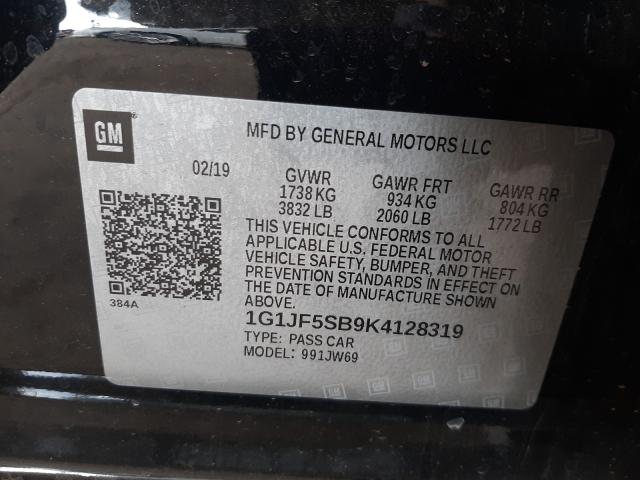 GM
MFD BY GENERAL MOTORS LLC
02/19 GVWR GAWR FRT GAWR RR
1738 KG 934 KG 804 KG
3832 LB 2060 LB 1772 LB
THIS VEHICLE CONFORMS TO ALL
APPLICABLE U.S. FEDERAL MOTOR
VEHICLE SAFETY, BUMPER, AND THEFT
PREVENTION STANDARDS IN EFFECT ON
THE DATE OF MANUFACTURE SHOWN
ABOVE.
384A
1G1JF5SB9K4128319
TYPE: PASS CAR
MODEL: 991JW69